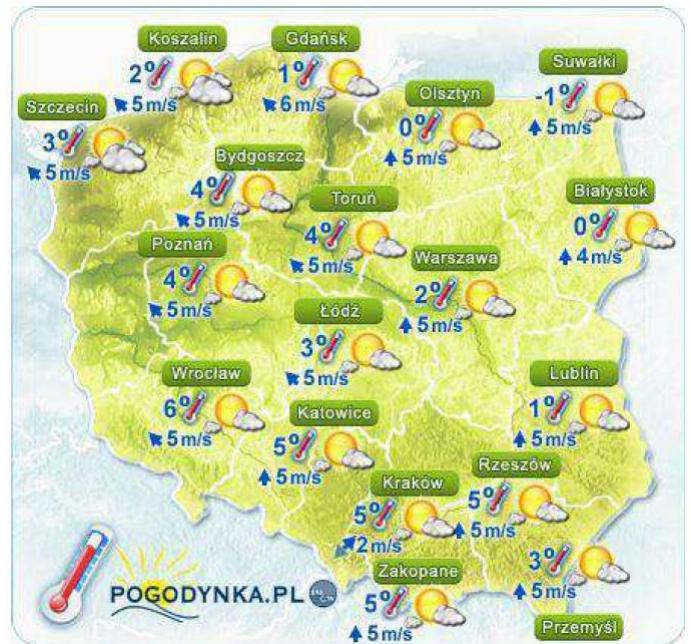 Koszalin
2°
5 m/s
Gdańsk
1°
6 m/s
Suwałki
-1°
5 m/s
Olsztyn
0°
5 m/s
Szczecin
3°
5 m/s
Bydgoszcz
4°
5 m/s
Toruń
4°
5 m/s
Białystok
0°
4 m/s
Poznań
4°
5 m/s
Warszawa
2°
5 m/s
Łódź
3°
5 m/s
Wrocław
6°
5 m/s
Katowice
5°
5 m/s
Lublin
1°
5 m/s
Kraków
5°
2 m/s
Rzeszów
5°
5 m/s
Zakopane
5°
5 m/s
3°
5 m/s
Przemyśl
POGODYNKA.PL